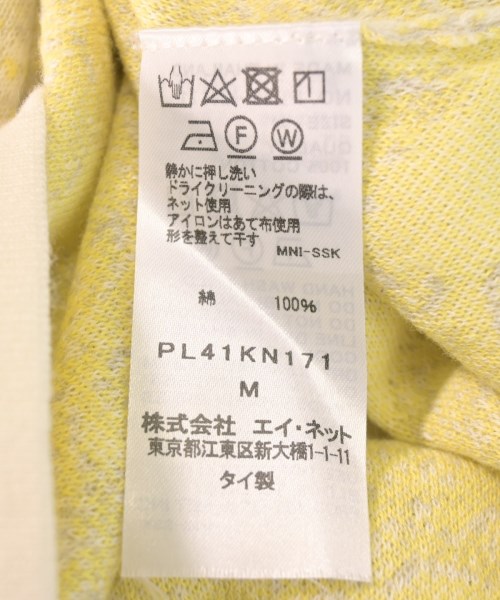 F W
静かに押し洗い
ドライクリーニングの際は、
ネット使用
アイロンはあて布使用
形を整えて干す MNI-SSK
綿 100%
PL41KN171
M
株式会社 エイ・ネット
東京都江東区新大橋1-1-11
タイ製